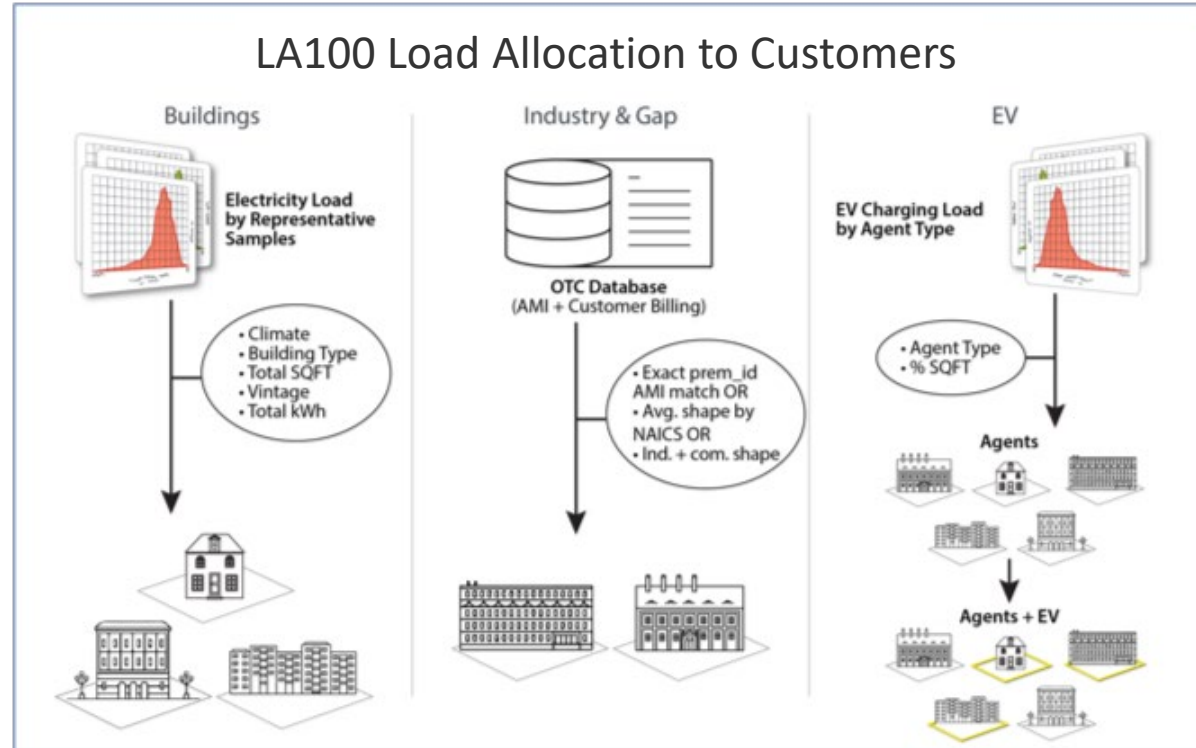 LA100 Load Allocation to Customers
Buildings
Electricity Load
by Representative
Samples
• Climate
• Building Type
• Total SQFT
• Vintage
• Total kWh
Industry & Gap
OTC Database
(AMI + Customer Billing)
• Exact prem_id
AMI match OR
• Avg. shape by
NAICS OR
• Ind. + com. shape
EV
EV Charging Load
by Agent Type
• Agent Type
• % SQFT
Agents
Agents + EV